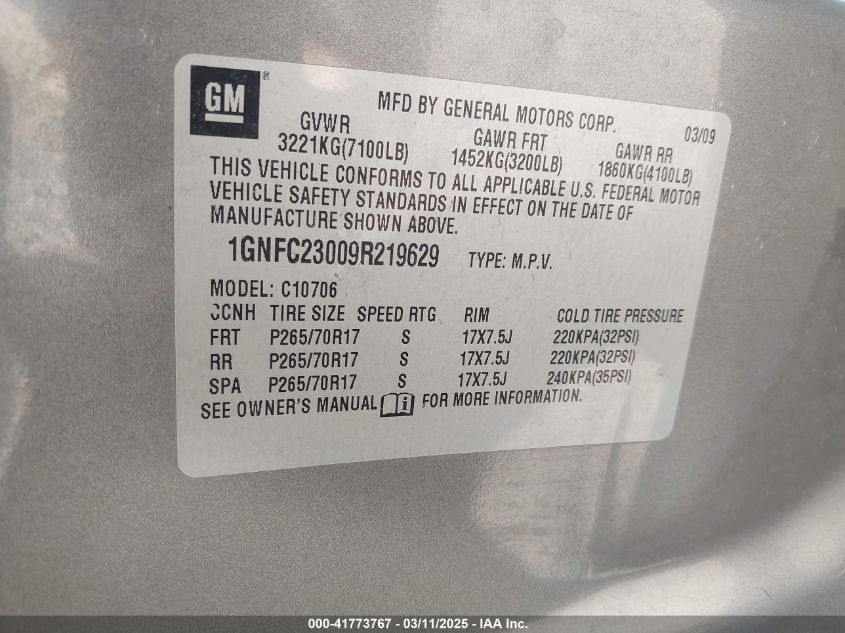 GM ®
MFD BY GENERAL MOTORS CORP. 03/09
GVWR GAWR FRT GAWR RR
3221KG(7100LB) 1452KG(3200LB) 1860KG(4100LB)
THIS VEHICLE CONFORMS TO ALL APPLICABLE U.S. FEDERAL MOTOR
VEHICLE SAFETY STANDARDS IN EFFECT ON THE DATE OF
MANUFACTURE SHOWN ABOVE.
1GNFC23009R219629 TYPE: M.P.V.
MODEL: C10706
CCNH TIRE SIZE SPEED RTG RIM COLD TIRE PRESSURE
FRT P265/70R17 S 17X7.5J 220KPA(32PSI)
RR P265/70R17 S 17X7.5J 220KPA(32PSI)
SPA P265/70R17 S 17X7.5J 240KPA(35PSI)
SEE OWNER'S MANUAL i FOR MORE INFORMATION.
000-41773767 - 03/11/2025 - IAA Inc.